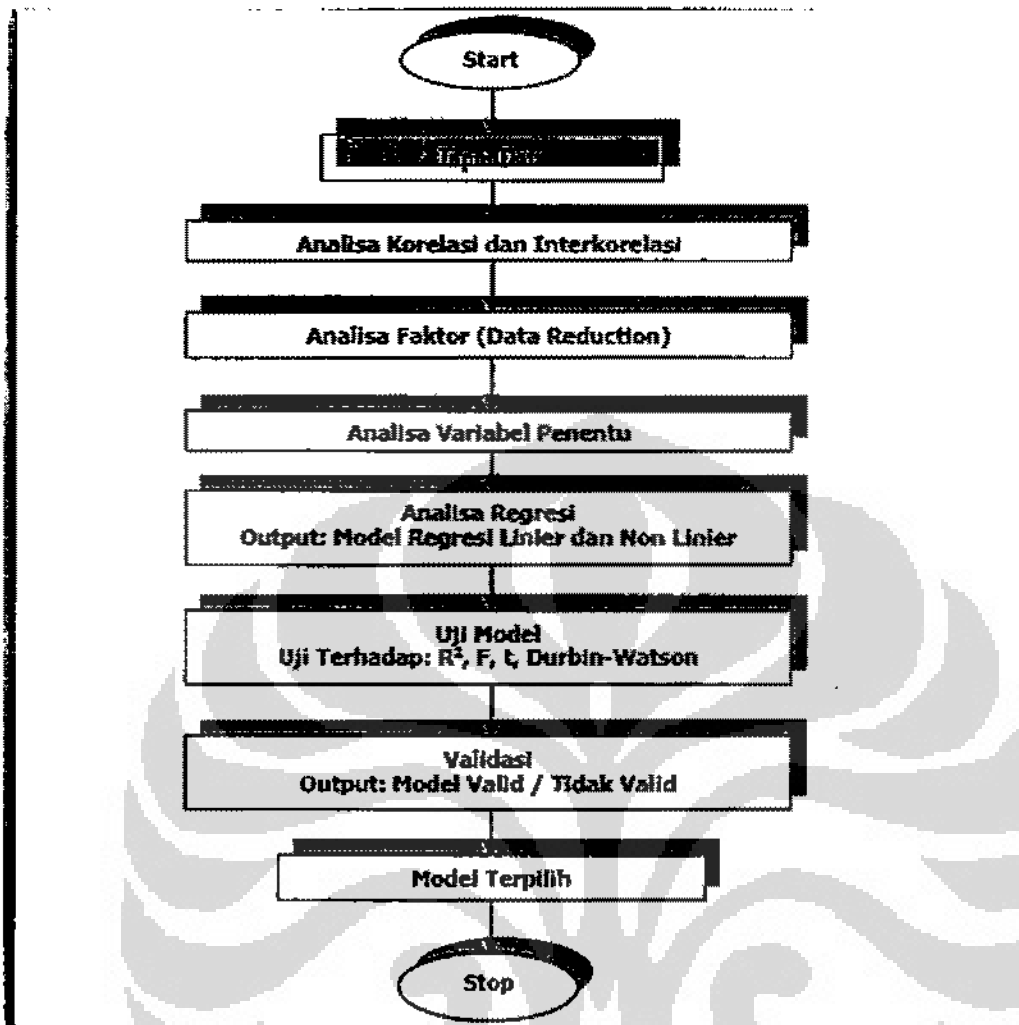 Start
Analisa Korelasi dan Interkorelasi
Analisa Faktor (Data Reduction)
Analisa Variabel Penentu
Analisa Regresi
Output: Model Regresi Linier dan Non Linier
Uji Model
Uji Terhadap: R², F, t, Durbin-Watson
Validasi
Output: Model Valid / Tidak Valid
Model Terpilih
Stop